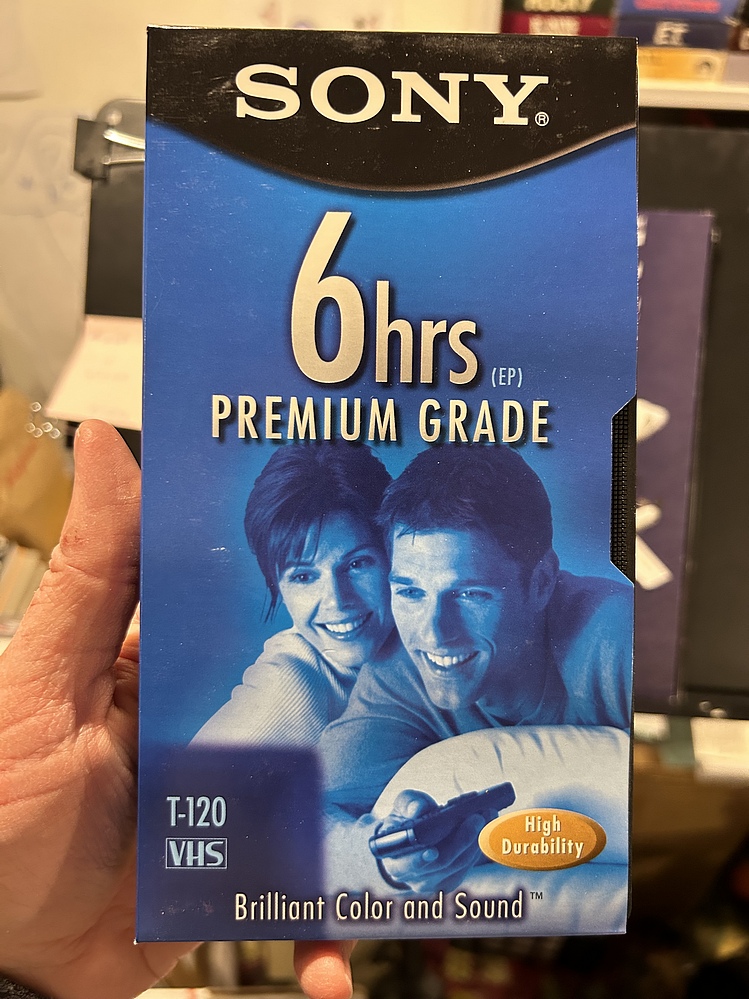 SONY®
6hrs (EP)
PREMIUM GRADE
T-120
VHS
High
Durability
Brilliant Color and Sound™